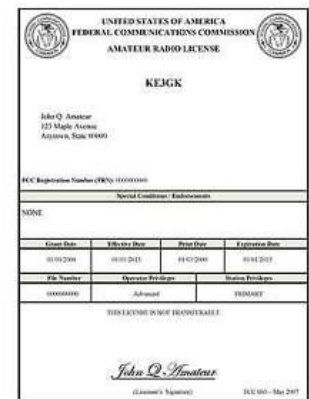 UNITED STATES OF AMERICA
FEDERAL COMMUNICATIONS COMMISSION
AMATEUR RADIO LICENSE
KE3GK
John Q. Amateur
123 Maple Avenue
Anytown, State 00000
FCC Registration Number (FRN): 0000000000
Special Conditions / Endorsements
NONE
Grant Date Effective Date Print Date Expiration Date
File Number Operator Privileges Station Privileges
0000000000 Advanced PRIMARY
THIS LICENSE IS NOT TRANSFERABLE
John Q. Amateur
(Licensee's Signature)
FCC 660 - May 2007